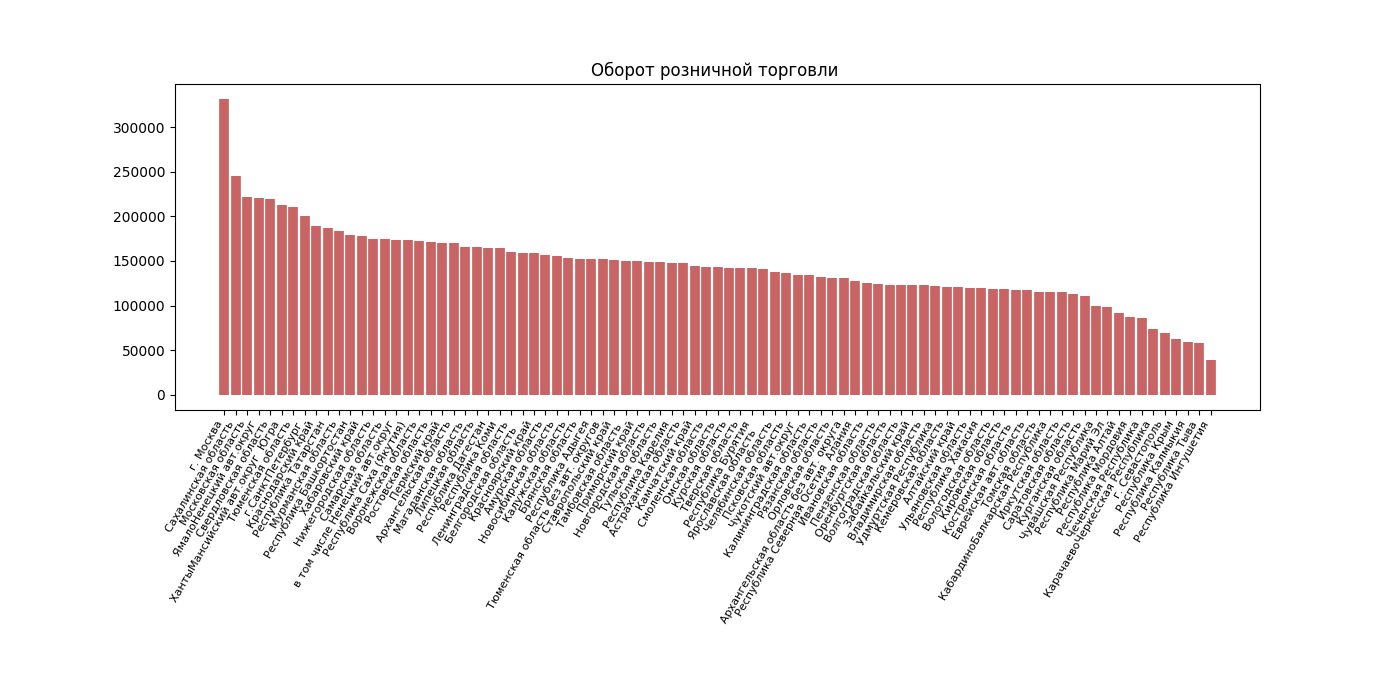 Оборот розничной торговли
300000
250000
200000
150000
100000
50000
0
г. Москва
Сахалинская область
Московская область
Ямало­Ненецкий авт округ
Свердловская область
Ханты­Мансийский авт округ Югра
Тюменская область
г. Санкт­Петербург
Краснодарский край
Республика Татарстан
Мурманская область
Республика Башкортостан
Хабаровский край
Нижегородская область
Самарская область
в том числе Ненецкий авт. округ
Республика Саха (Якутия)
Воронежская область
Ростовская область
Пермский край
Архангельская область
Магаданская область
Липецкая область
Республика Дагестан
Республика Коми
Ленинградская область
Белгородская область
Красноярский край
Амурская область
Новосибирская область
Калужская область
Брянская область
Республика Адыгея
Тюменская область без авт. округов
Ставропольский край
Тамбовская область
Приморский край
Новгородская область
Тульская область
Республика Карелия
Астраханская область
Камчатский край
Смоленская область
Омская область
Курская область
Тверская область
Республика Бурятия
Ярославская область
Челябинская область
Псковская область
Чукотский авт округ
Калининградская область
Рязанская область
Орловская область
Архангельская область без авт. округа
Республика Северная Осетия Алания
Ивановская область
Пензенская область
Оренбургская область
Волгоградская область
Забайкальский край
Владимирская область
Удмуртская Республика
Кемеровская область
Алтайский край
Ульяновская область
Республика Хакасия
Вологодская область
Кировская область
Костромская область
Еврейская авт область
Томская область
Кабардино­Балкарская Республика
Иркутская область
Саратовская область
Курганская область
Чувашская Республика
Республика Марий Эл
Республика Алтай
Республика Мордовия
Чеченская Республика
Карачаево­Черкесская Республика
г. Севастополь
Республика Крым
Республика Калмыкия
Республика Тыва
Республика Ингушетия